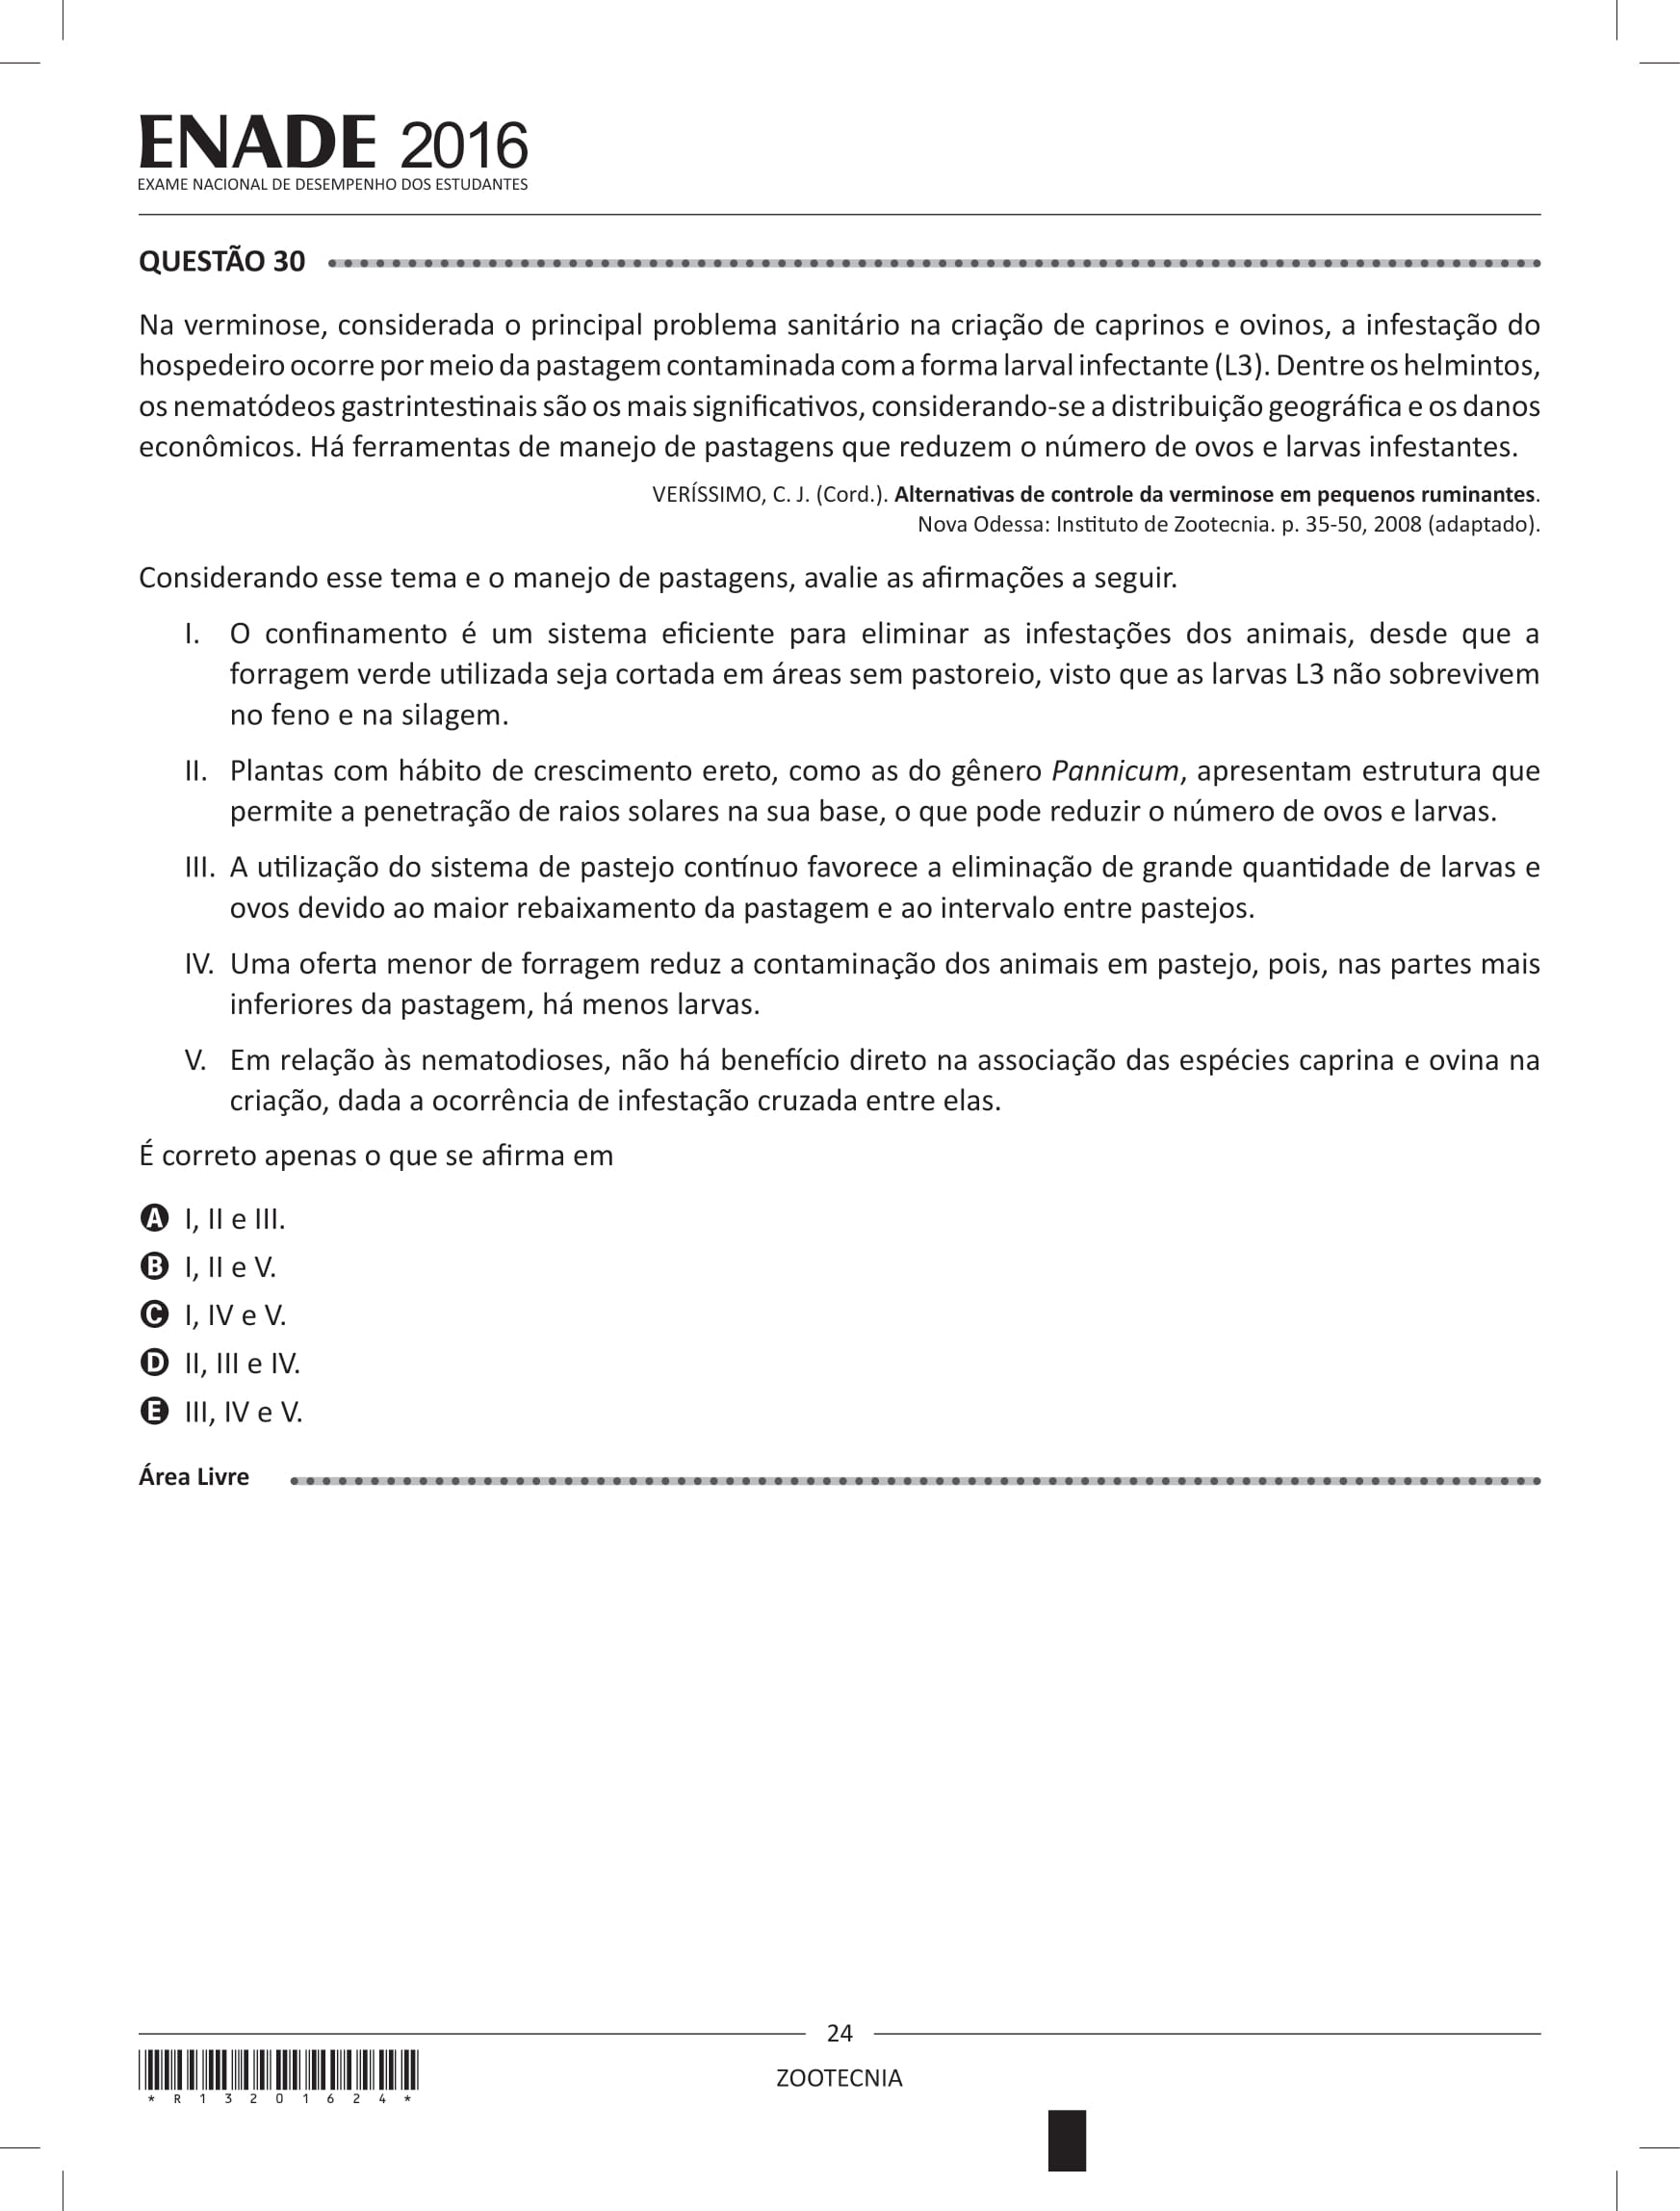 ENADE 2016
EXAME NACIONAL DE DESEMPENHO DOS ESTUDANTES
QUESTÃO 30
Na verminose, considerada o principal problema sanitário na criação de caprinos e ovinos, a infestação do
hospedeiro ocorre por meio da pastagem contaminada com a forma larval infectante (L3). Dentre os helmintos,
os nematódeos gastrintestinais são os mais significativos, considerando-se a distribuição geográfica e os danos
econômicos. Há ferramentas de manejo de pastagens que reduzem o número de ovos e larvas infestantes.
VERÍSSIMO, C. J. (Cord.). Alternativas de controle da verminose em pequenos ruminantes.
Nova Odessa: Instituto de Zootecnia. p. 35-50, 2008 (adaptado).
Considerando esse tema e o manejo de pastagens, avalie as afirmações a seguir.
I. O confinamento é um sistema eficiente para eliminar as infestações dos animais, desde que a
forragem verde utilizada seja cortada em áreas sem pastoreio, visto que as larvas L3 não sobrevivem
no feno e na silagem.
II. Plantas com hábito de crescimento ereto, como as do gênero Pannicum, apresentam estrutura que
permite a penetração de raios solares na sua base, o que pode reduzir o número de ovos e larvas.
III. A utilização do sistema de pastejo contínuo favorece a eliminação de grande quantidade de larvas e
ovos devido ao maior rebaixamento da pastagem e ao intervalo entre pastejos.
IV. Uma oferta menor de forragem reduz a contaminação dos animais em pastejo, pois, nas partes mais
inferiores da pastagem, há menos larvas.
V. Em relação às nematodioses, não há benefício direto na associação das espécies caprina e ovina na
criação, dada a ocorrência de infestação cruzada entre elas.
É correto apenas o que se afirma em
A I, II e III.
B I, II e V.
C I, IV e V.
D II, III e IV.
E III, IV e V.
Área Livre
24
ZOOTECNIA
* R 1 3 2 0 1 6 2 4 *